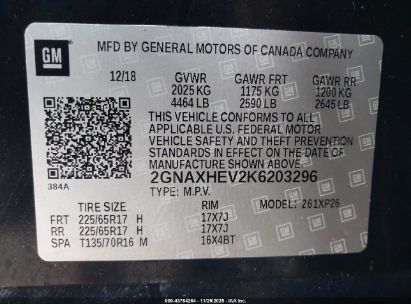 GM
MFD BY GENERAL MOTORS OF CANADA COMPANY
12/18 GVWR GAWR FRT GAWR RR
2025 KG 1175 KG 1200 KG
4464 LB 2590 LB 2645 LB
THIS VEHICLE CONFORMS TO ALL
APPLICABLE U.S. FEDERAL MOTOR
VEHICLE SAFETY AND THEFT PREVENTION
STANDARDS IN EFFECT ON THE DATE OF
MANUFACTURE SHOWN ABOVE.
2GNAXHEV2K6203296
384A
TYPE: M.P.V. MODEL: 261XP26
RIM
FRT 225/65R17 H 17X7J
RR 225/65R17 H 17X7J
SPA T135/70R16 M 16X4BT